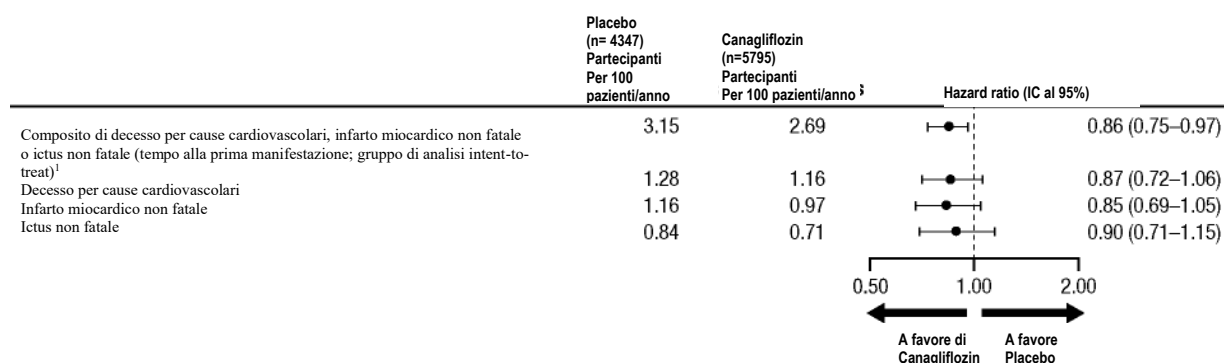 Placebo
(n= 4347)
Partecipanti
Per 100
pazienti/anno
Canagliflozin
(n=5795)
Partecipanti
Per 100 pazienti/anno
Hazard ratio (IC al 95%)
Composito di decesso per cause cardiovascolari, infarto miocardico non fatale
o ictus non fatale (tempo alla prima manifestazione; gruppo di analisi intent-to-
treat)1
3.15 2.69 0.86 (0.75–0.97)
Decesso per cause cardiovascolari
1.28 1.16 0.87 (0.72–1.06)
Infarto miocardico non fatale
1.16 0.97 0.85 (0.69–1.05)
Ictus non fatale
0.84 0.71 0.90 (0.71–1.15)
0.50 1.00 2.00
A favore di
Canagliflozin
A favore
Placebo